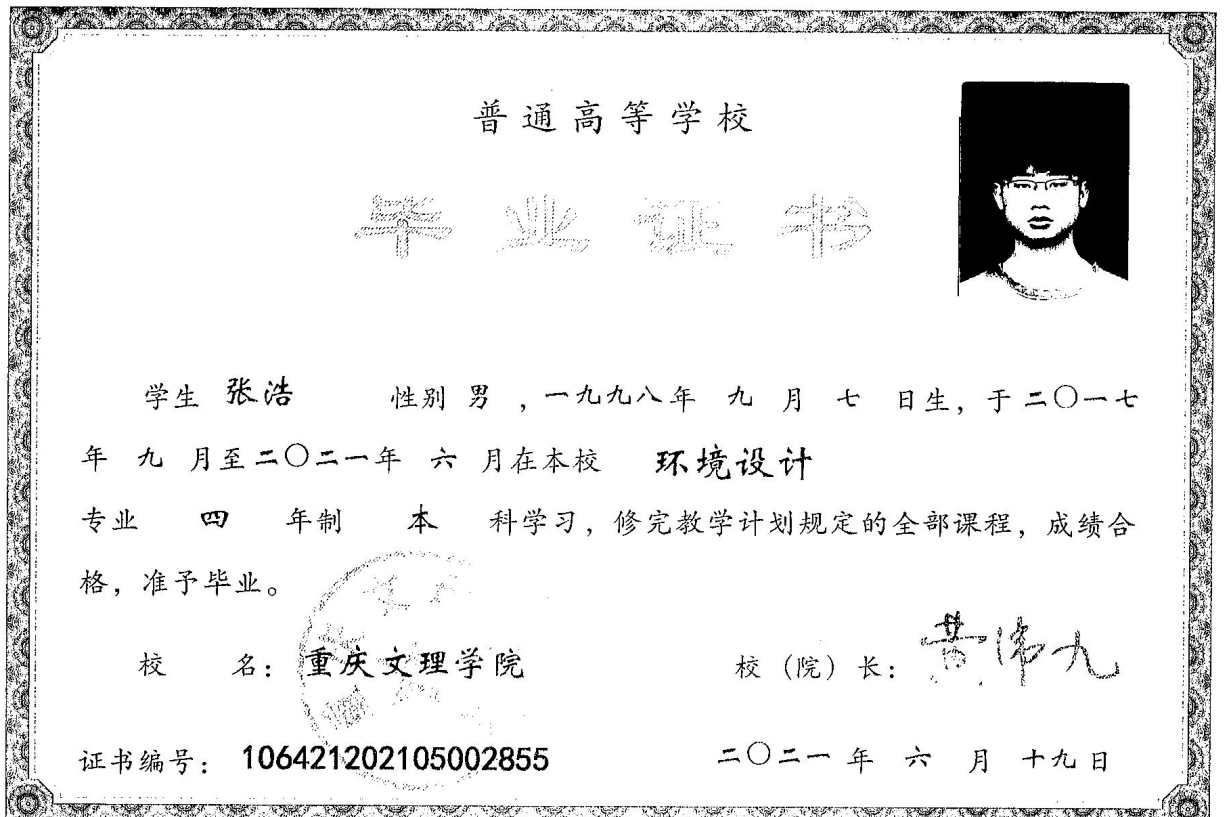 普通高等学校
毕业证书
学生 张浩 性别 男 ，一九九八年 九 月 七 日生，于二〇一七
年 九 月至二〇二一年 六 月在本校 环境设计
专业 四 年制 本 科学习，修完教学计划规定的全部课程，成绩合
格，准予毕业。
校 名：重庆文理学院 校（院）长：黄伟九
证书编号：106421202105002855 二〇二一 年 六 月 十九 日